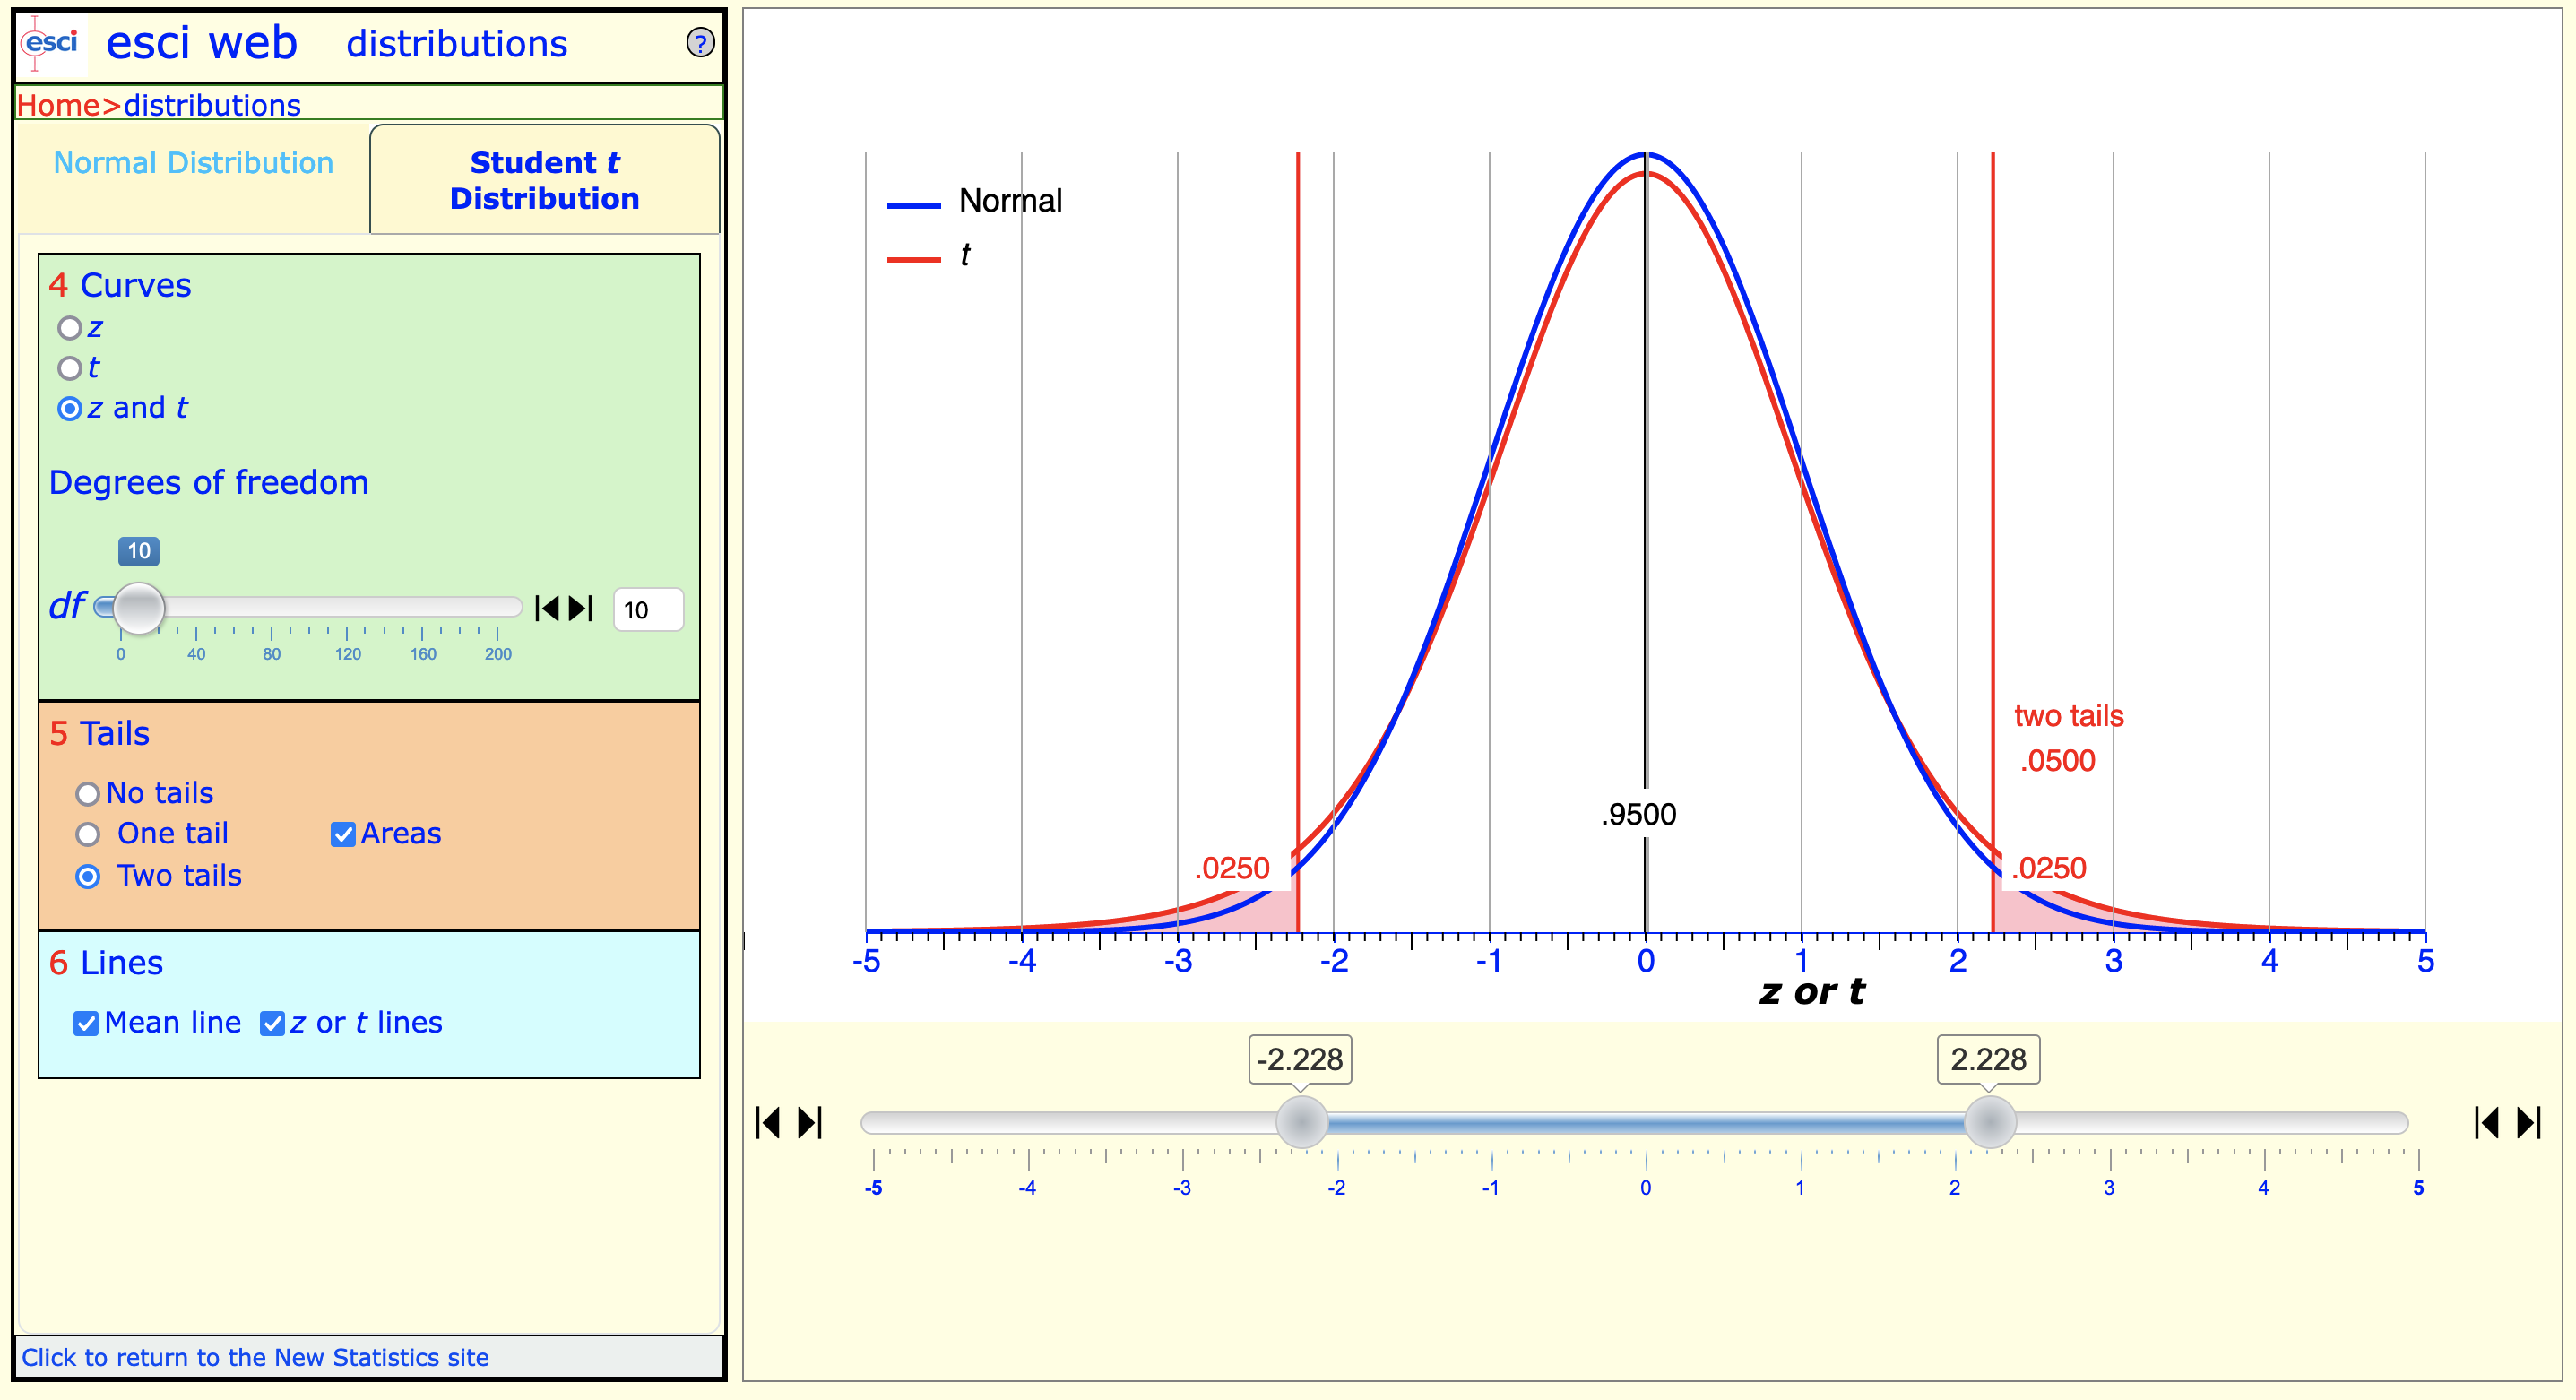 esci esci web distributions ?
Home>distributions
Normal Distribution
Student t
Distribution
4 Curves
z
t
z and t
Degrees of freedom
10
df 10
0 40 80 120 160 200
5 Tails
No tails
One tail Areas
Two tails
6 Lines
Mean line z or t lines
Click to return to the New Statistics site
Normal
t
two tails
.0500
.9500
.0250 .0250
-5 -4 -3 -2 -1 0 1 2 3 4 5
z or t
-2.228 2.228
-5 -4 -3 -2 -1 0 1 2 3 4 5